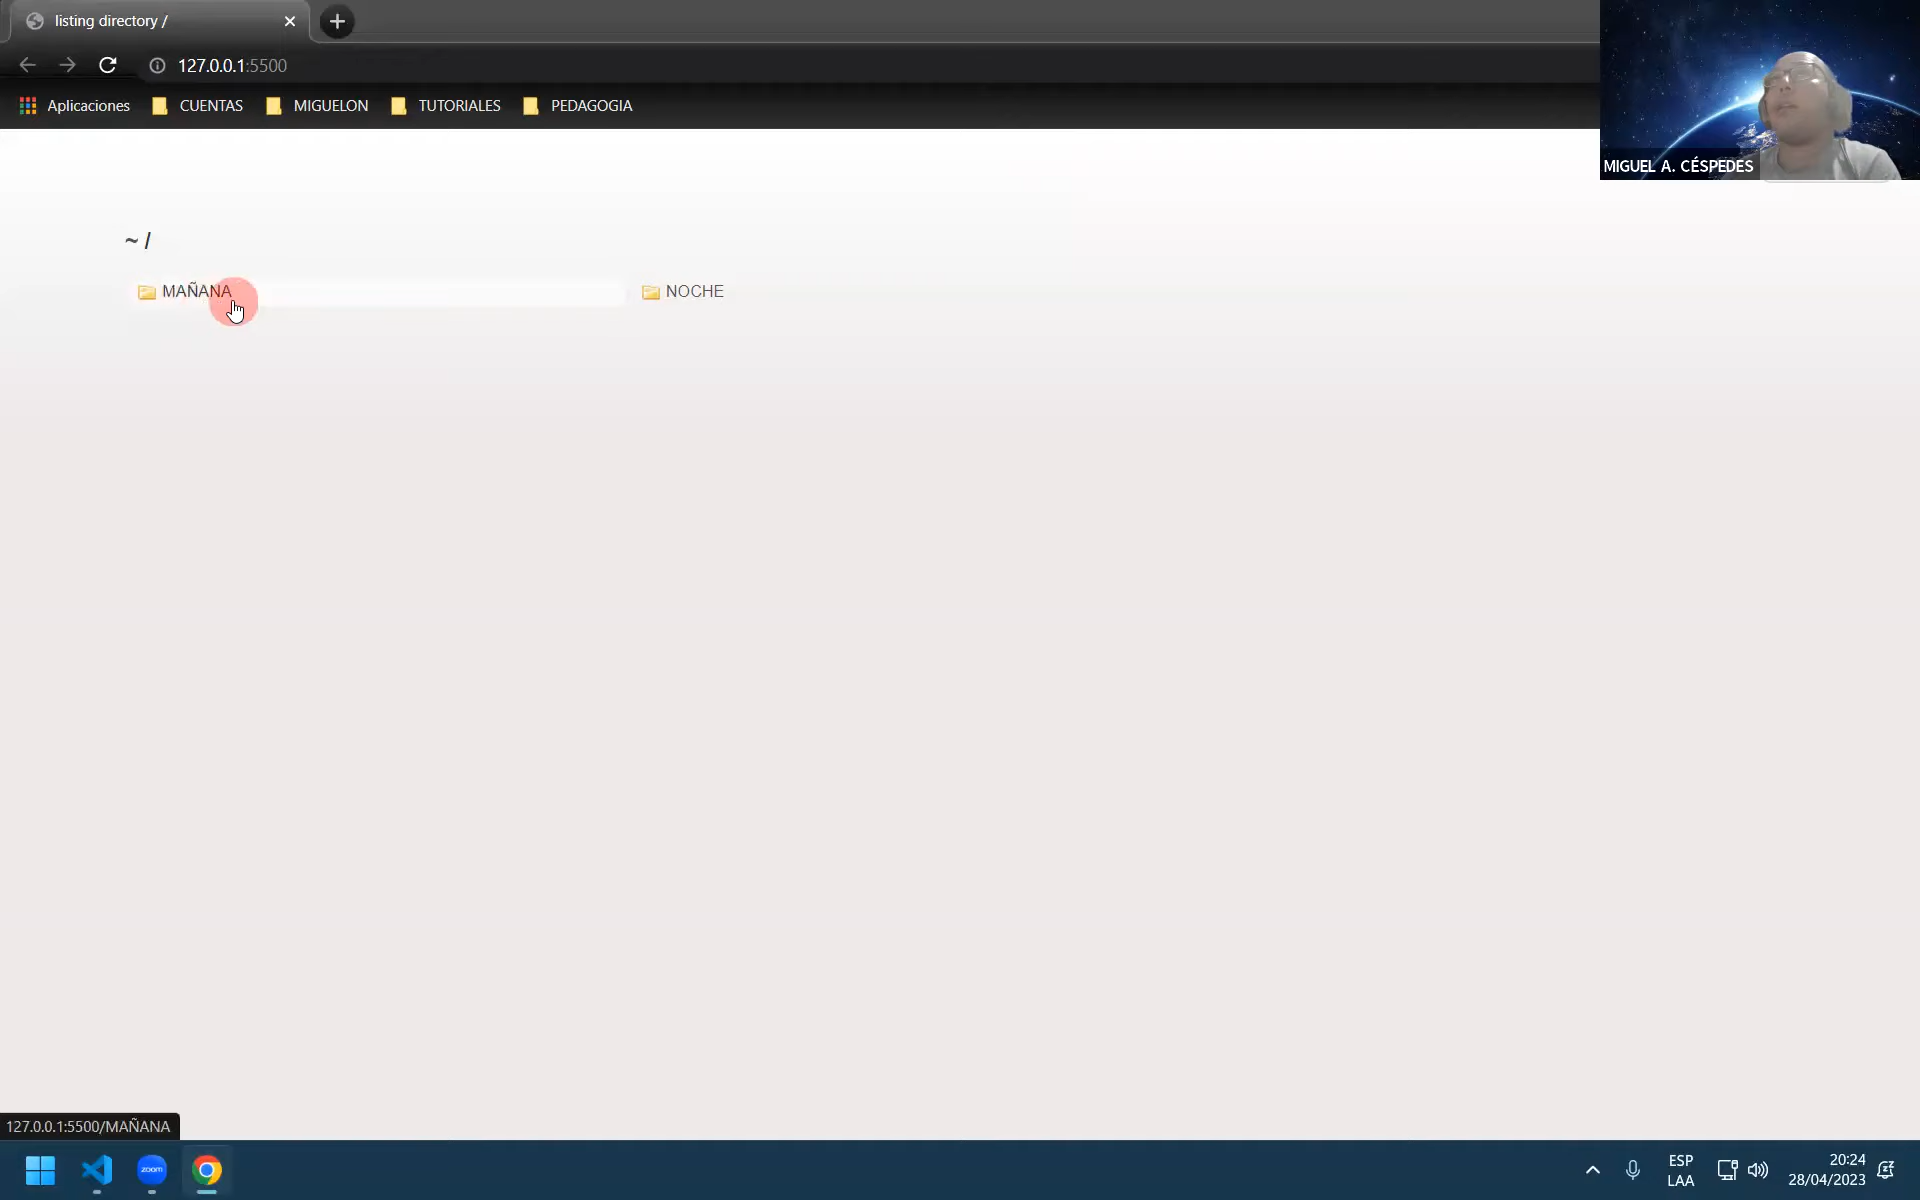 listing directory /
127.0.0.1:5500
Aplicaciones CUENTAS MIGUELON TUTORIALES PEDAGOGIA
MIGUEL A. CÉSPEDES
~ /
MAÑANA NOCHE
127.0.0.1:5500/MAÑANA
zoom
ESP
LAA
20:24
28/04/2023